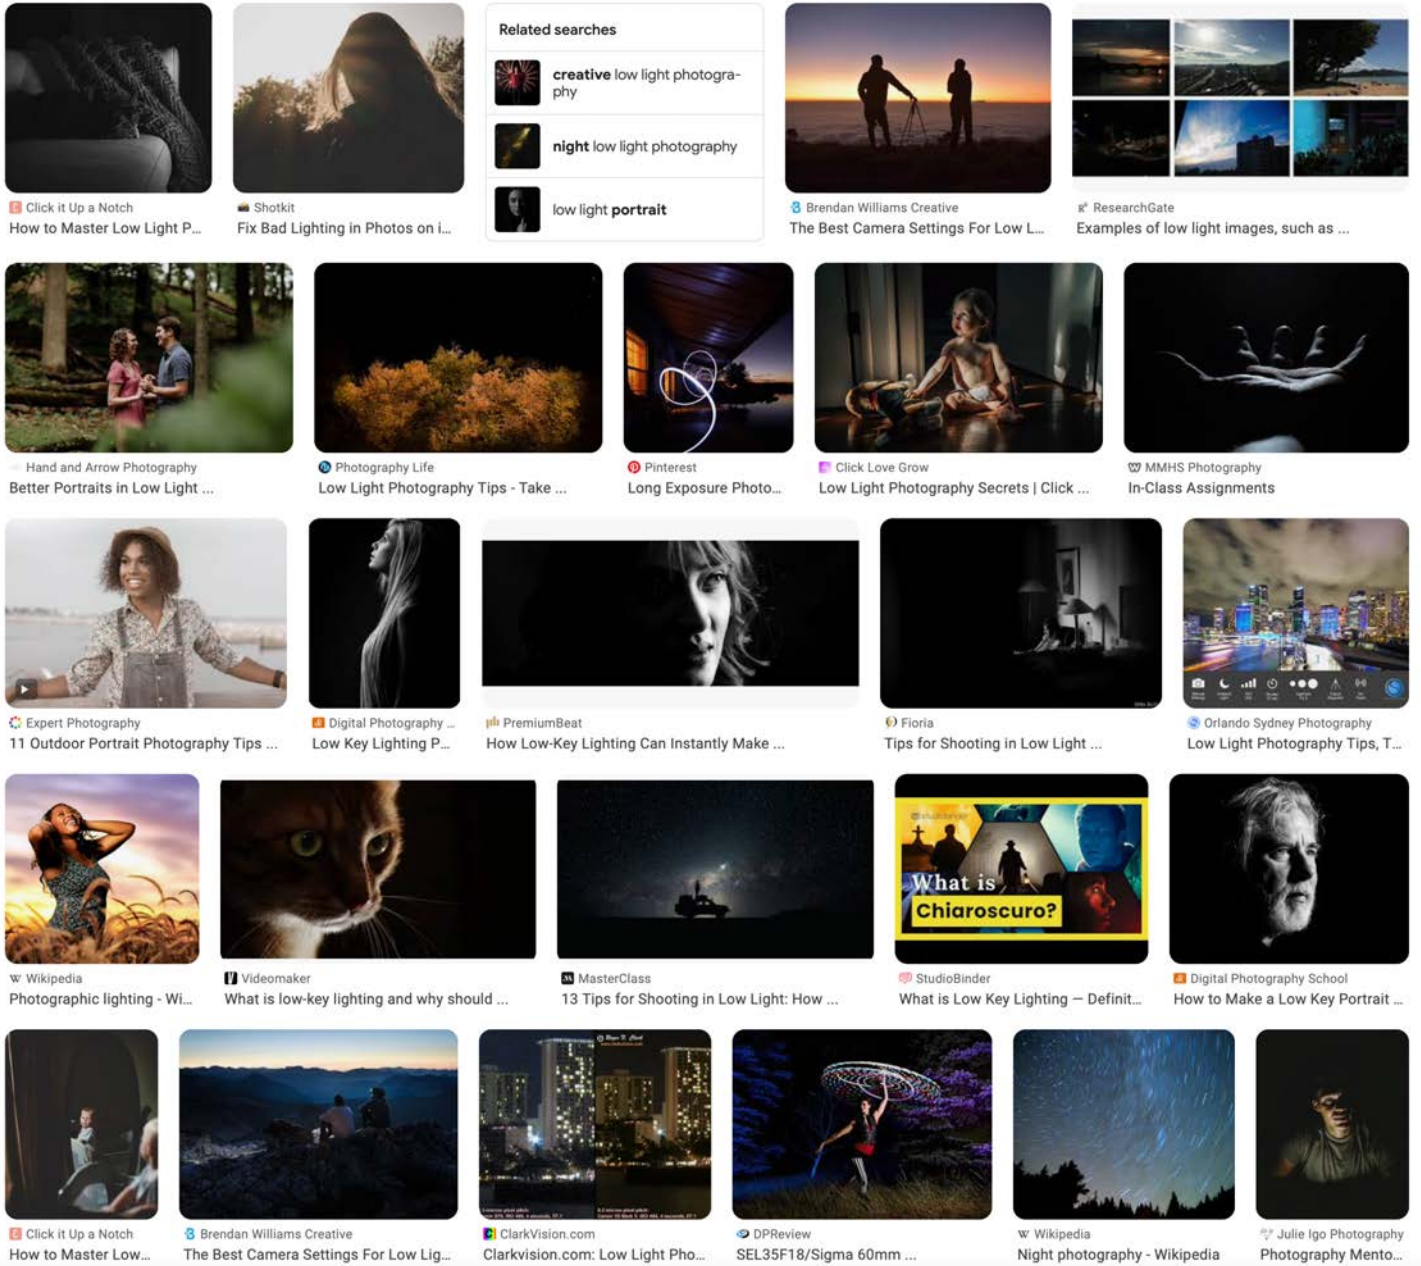 Related searches
creative low light photogra-
phy
night low light photography
low light portrait
Click it Up a Notch
How to Master Low Light P...
Shotkit
Fix Bad Lighting in Photos on i...
Brendan Williams Creative
The Best Camera Settings For Low L...
ResearchGate
Examples of low light images, such as ...
Hand and Arrow Photography
Better Portraits in Low Light ...
Photography Life
Low Light Photography Tips - Take ...
Pinterest
Long Exposure Photo...
Click Love Grow
Low Light Photography Secrets | Click ...
MMHS Photography
In-Class Assignments
Expert Photography
11 Outdoor Portrait Photography Tips ...
Digital Photography ...
Low Key Lighting P...
PremiumBeat
How Low-Key Lighting Can Instantly Make ...
Fioria
Tips for Shooting in Low Light ...
Orlando Sydney Photography
Low Light Photography Tips, T...
What is
Chiaroscuro?
Wikipedia
Photographic lighting - Wi...
Videomaker
What is low-key lighting and why should ...
MasterClass
13 Tips for Shooting in Low Light: How ...
StudioBinder
What is Low Key Lighting — Definit...
Digital Photography School
How to Make a Low Key Portrait ...
Click it Up a Notch
How to Master Low...
Brendan Williams Creative
The Best Camera Settings For Low Lig...
ClarkVision.com
Clarkvision.com: Low Light Pho...
DPReview
SEL35F18/Sigma 60mm ...
Wikipedia
Night photography - Wikipedia
Julie Igo Photography
Photography Mento...